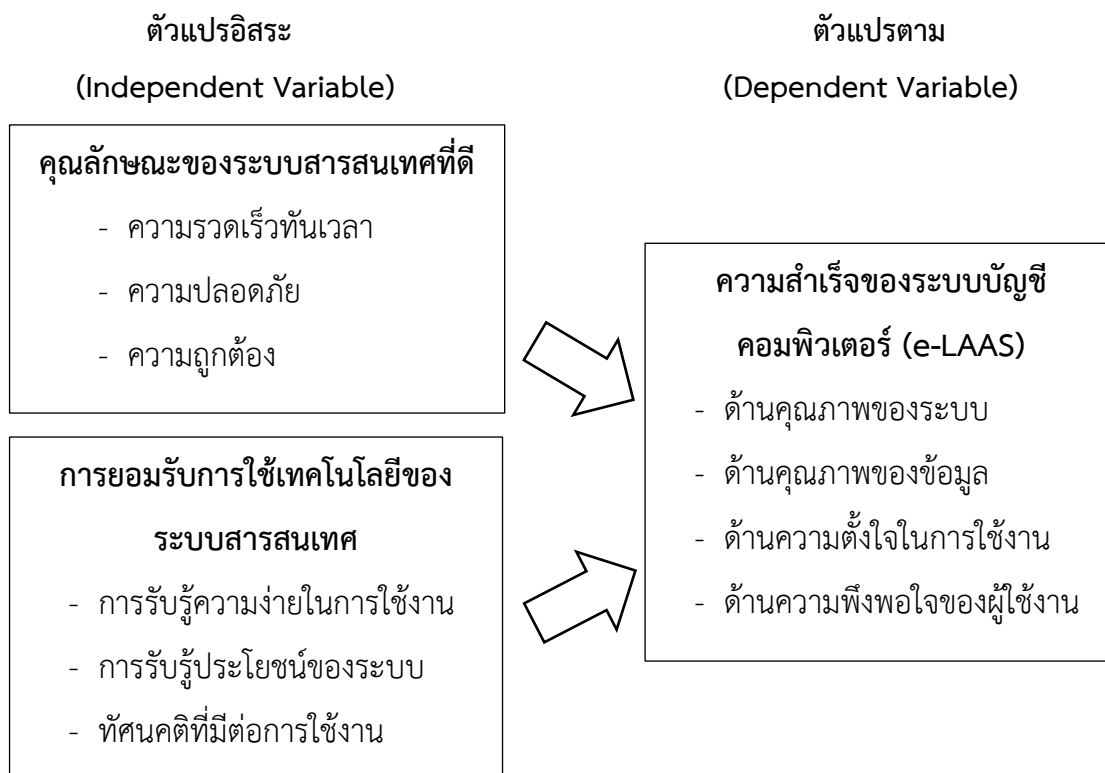 ตัวแปรอิสระ
(Independent Variable)
คุณลักษณะของระบบสารสนเทศที่ดี
- ความรวดเร็วทันเวลา
- ความปลอดภัย
- ความถูกต้อง
การยอมรับการใช้เทคโนโลยีของ
ระบบสารสนเทศ
- การรับรู้ความง่ายในการใช้งาน
- การรับรู้ประโยชน์ของระบบ
- ทัศนคติที่มีต่อการใช้งาน
ตัวแปรตาม
(Dependent Variable)
ความสำเร็จของระบบบัญชี
คอมพิวเตอร์ (e-LAAS)
- ด้านคุณภาพของระบบ
- ด้านคุณภาพของข้อมูล
- ด้านความตั้งใจในการใช้งาน
- ด้านความพึงพอใจของผู้ใช้งาน